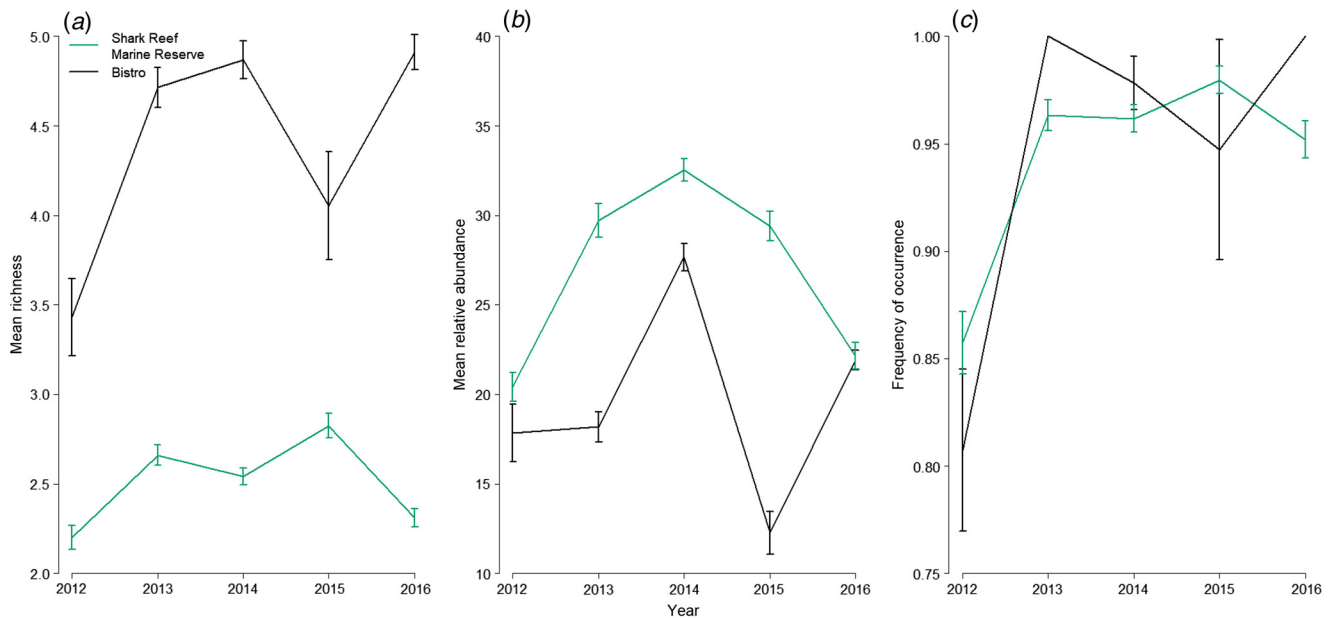 (a)
Shark Reef
Marine Reserve
Bistro
Mean richness
5.0
4.5
4.0
3.5
3.0
2.5
2.0
2012 2013 2014 2015 2016
(b)
Mean relative abundance
40
35
30
25
20
15
10
2012 2013 2014 2015 2016
Year
(c)
Frequency of occurrence
1.00
0.95
0.90
0.85
0.80
0.75
2012 2013 2014 2015 2016